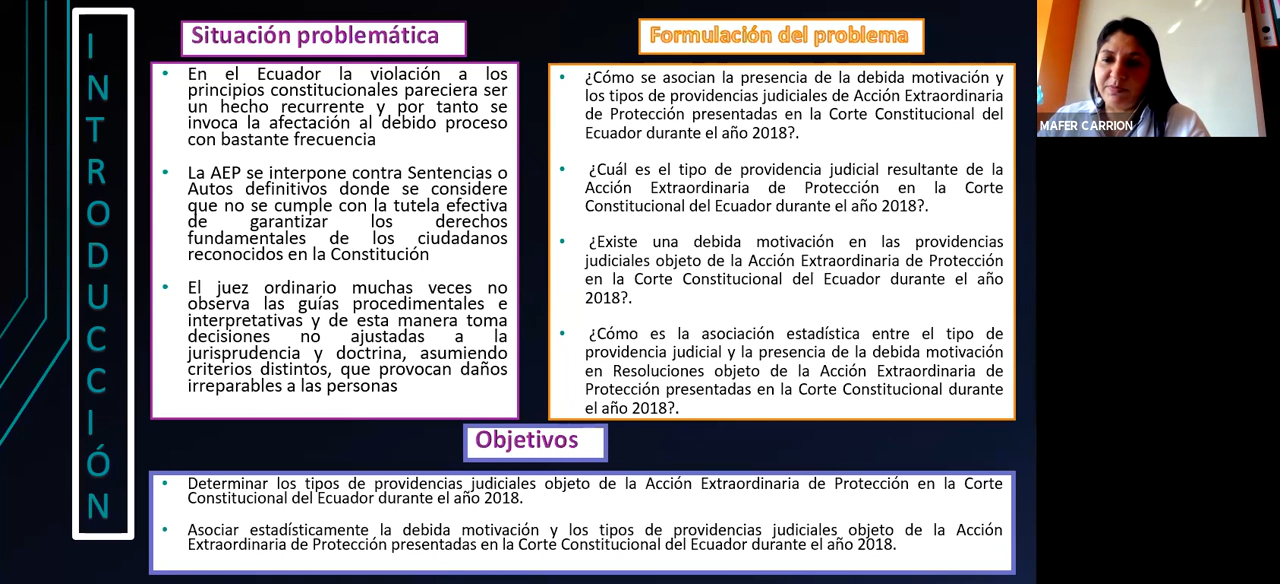 INTRODUCCIÓN
Situación problemática
En el Ecuador la violación a los
principios constitucionales pareciera ser
un hecho recurrente y por tanto se
invoca la afectación al debido proceso
con bastante frecuencia
La AEP se interpone contra Sentencias o
Autos definitivos donde se considere
que no se cumple con la tutela efectiva
de garantizar los derechos
fundamentales de los ciudadanos
reconocidos en la Constitución
El juez ordinario muchas veces no
observa las guías procedimentales e
interpretativas y de esta manera toma
decisiones no ajustadas a la
jurisprudencia y doctrina, asumiendo
criterios distintos, que provocan daños
irreparables a las personas
Formulación del problema
¿Cómo se asocian la presencia de la debida motivación y
los tipos de providencias judiciales de Acción Extraordinaria
de Protección presentadas en la Corte Constitucional del
Ecuador durante el año 2018?.
¿Cuál es el tipo de providencia judicial resultante de la
Acción Extraordinaria de Protección en la Corte
Constitucional del Ecuador durante el año 2018?.
¿Existe una debida motivación en las providencias
judiciales objeto de la Acción Extraordinaria de Protección
en la Corte Constitucional del Ecuador durante el año
2018?.
¿Cómo es la asociación estadística entre el tipo de
providencia judicial y la presencia de la debida motivación
en Resoluciones objeto de la Acción Extraordinaria de
Protección presentadas en la Corte Constitucional durante
el año 2018?.
Objetivos
Determinar los tipos de providencias judiciales objeto de la Acción Extraordinaria de Protección en la Corte
Constitucional del Ecuador durante el año 2018.
Asociar estadísticamente la debida motivación y los tipos de providencias judiciales objeto de la Acción
Extraordinaria de Protección presentadas en la Corte Constitucional del Ecuador durante el año 2018.
MAFER CARRION